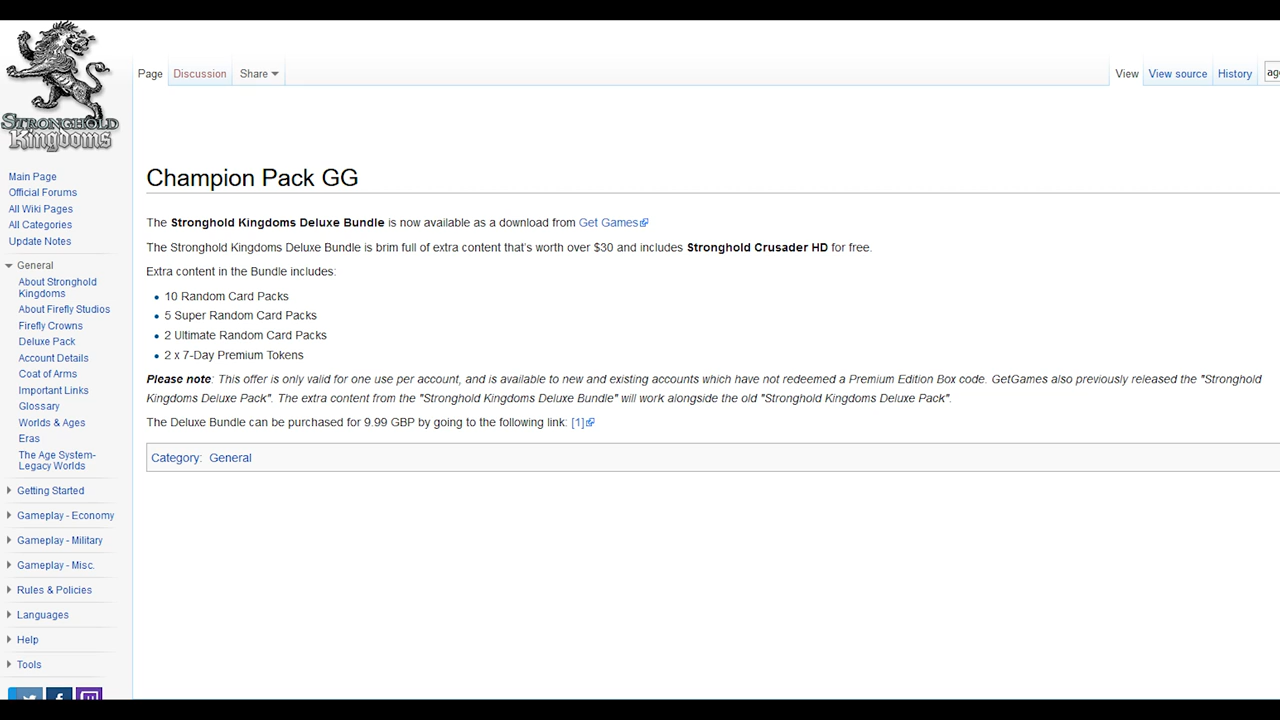 STRONGHOLD
Kingdoms
Page
Discussion
Share
View
View source
History
Main Page
Official Forums
All Wiki Pages
All Categories
Update Notes
General
About Stronghold
Kingdoms
About Firefly Studios
Firefly Crowns
Deluxe Pack
Account Details
Coat of Arms
Important Links
Glossary
Worlds & Ages
Eras
The Age System-
Legacy Worlds
Getting Started
Gameplay - Economy
Gameplay - Military
Gameplay - Misc.
Rules & Policies
Languages
Help
Tools
Champion Pack GG
The Stronghold Kingdoms Deluxe Bundle is now available as a download from Get Games
The Stronghold Kingdoms Deluxe Bundle is brim full of extra content that's worth over $30 and includes Stronghold Crusader HD for free.
Extra content in the Bundle includes:
10 Random Card Packs
5 Super Random Card Packs
2 Ultimate Random Card Packs
2 x 7-Day Premium Tokens
Please note: This offer is only valid for one use per account, and is available to new and existing accounts which have not redeemed a Premium Edition Box code. GetGames also previously released the "Stronghold
Kingdoms Deluxe Pack". The extra content from the "Stronghold Kingdoms Deluxe Bundle" will work alongside the old "Stronghold Kingdoms Deluxe Pack".
The Deluxe Bundle can be purchased for 9.99 GBP by going to the following link: [1]
Category: General